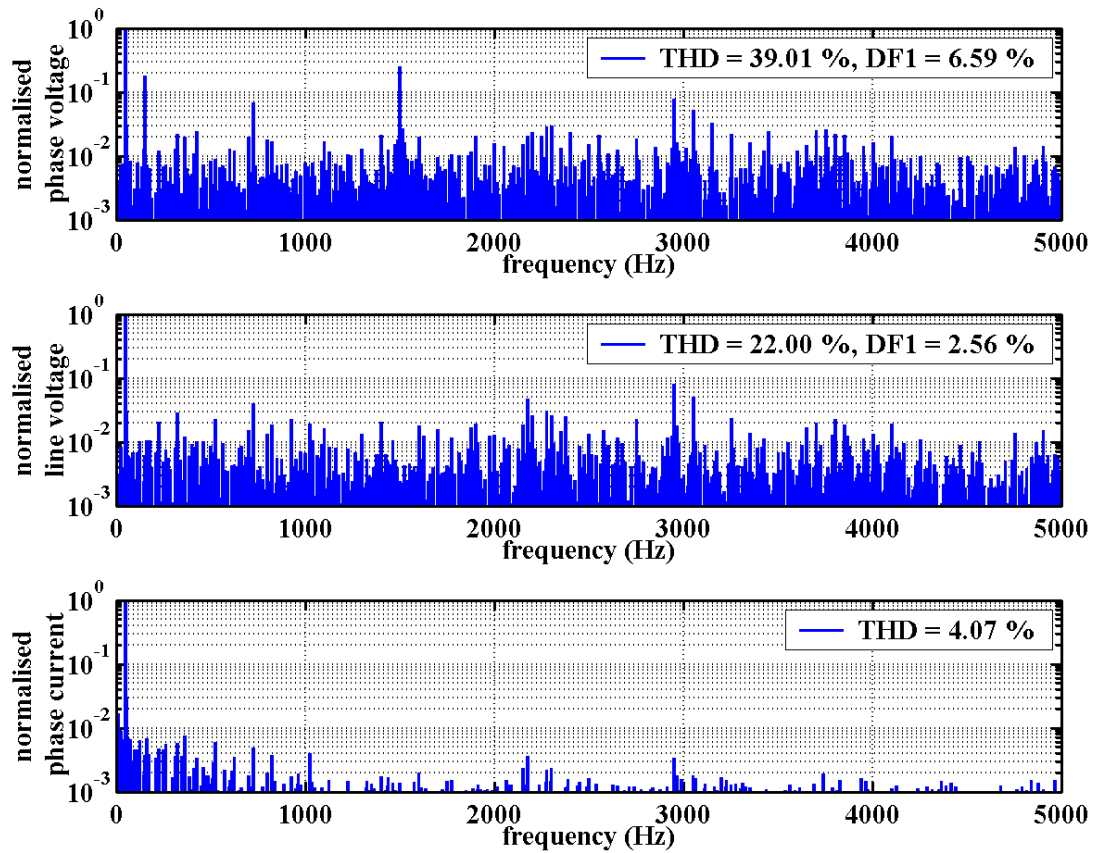 normalised
phase voltage
10^0
10^-1
10^-2
10^-3
THD = 39.01 %, DF1 = 6.59 %
0 1000 2000 3000 4000 5000
frequency (Hz)
normalised
line voltage
10^0
10^-1
10^-2
10^-3
THD = 22.00 %, DF1 = 2.56 %
0 1000 2000 3000 4000 5000
frequency (Hz)
normalised
phase current
10^0
10^-1
10^-2
10^-3
THD = 4.07 %
0 1000 2000 3000 4000 5000
frequency (Hz)